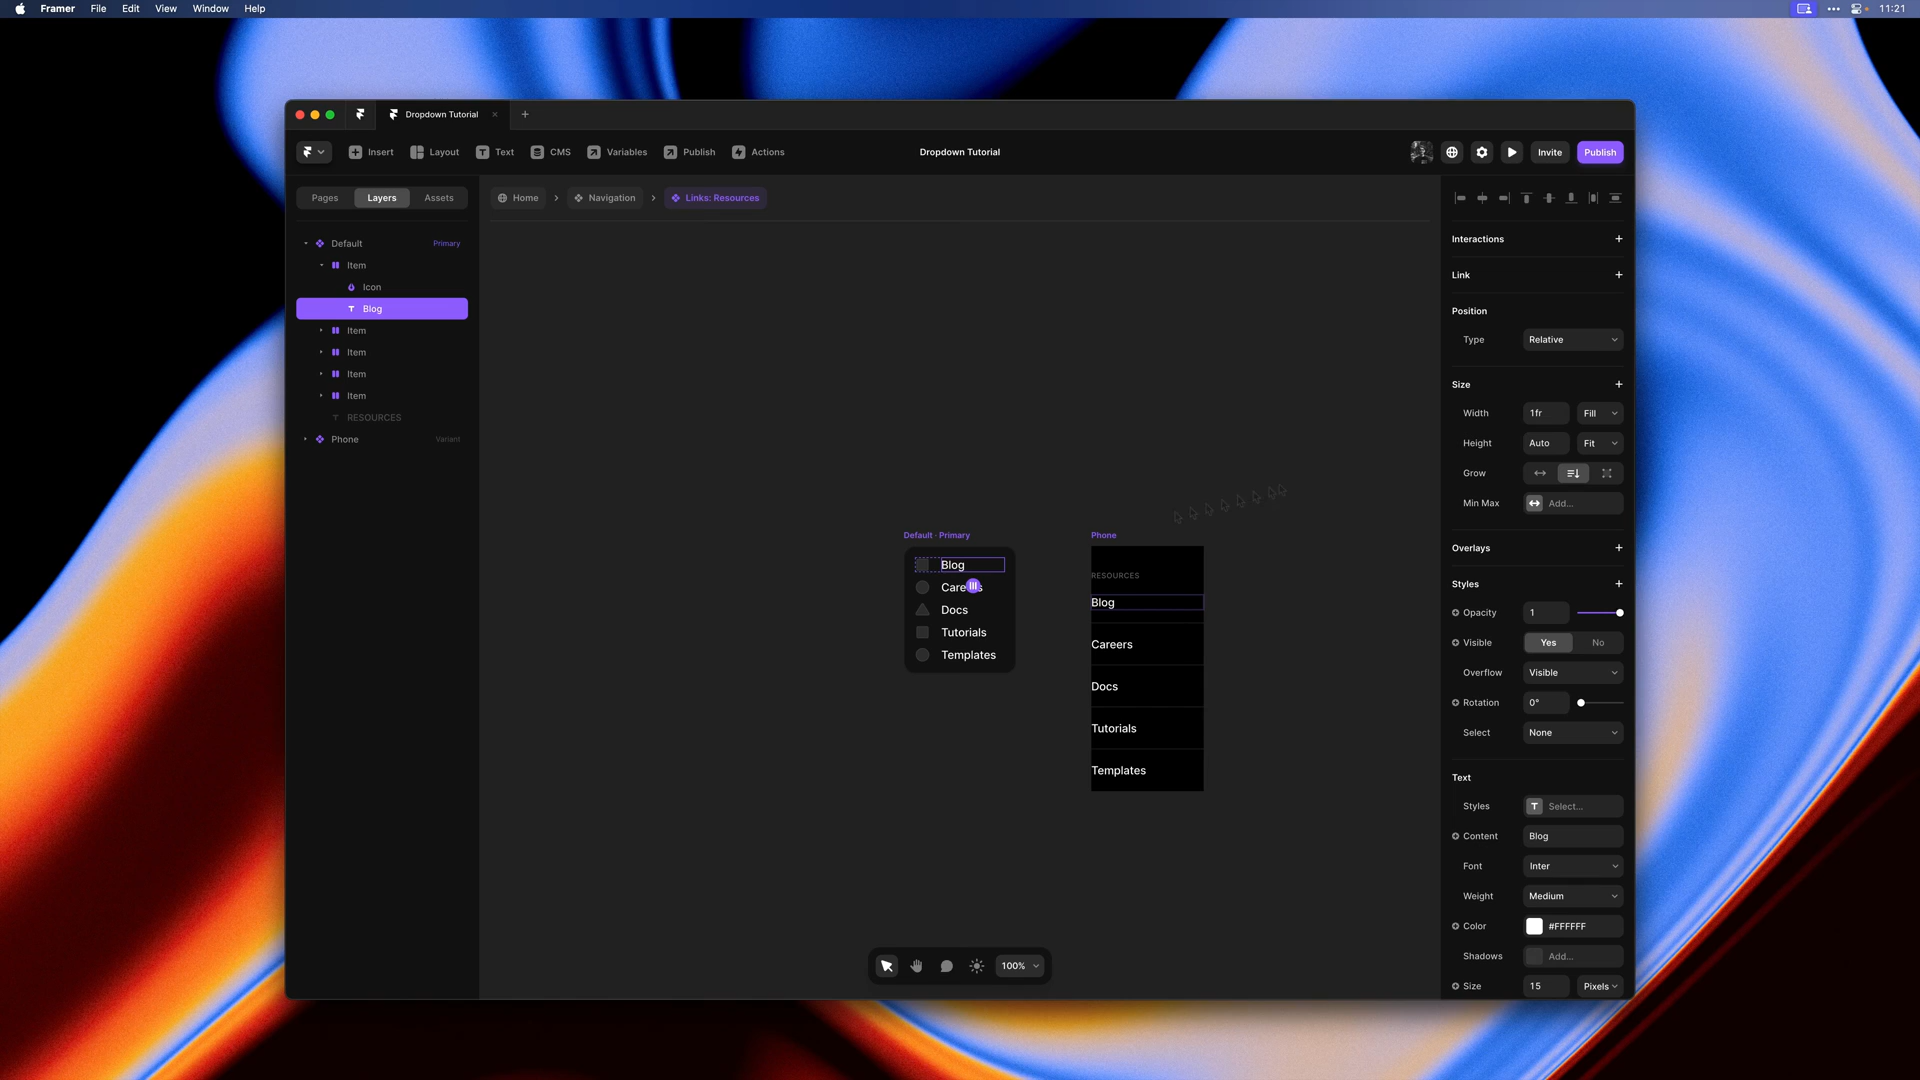 Framer File Edit View Window Help 11:21
Dropdown Tutorial
Insert Layout Text CMS Variables Publish Actions Dropdown Tutorial Invite Publish
Pages Layers Assets
Home Navigation Links: Resources
Default Primary
Item
Icon
Blog
Item
Item
Item
Item
RESOURCES
Phone Variant
Default · Primary
Blog
Docs
Tutorials
Templates
Phone
RESOURCES
Blog
Careers
Docs
Tutorials
Templates
100%
Interactions
Link
Position
Type Relative
Size
Width 1fr Fill
Height Auto Fit
Grow
Min Max Add...
Overlays
Styles
Opacity 1
Visible Yes No
Overflow Visible
Rotation 0°
Select None
Text
Styles Select...
Content Blog
Font Inter
Weight Medium
Color #FFFFFF
Shadows Add...
Size 15 Pixels